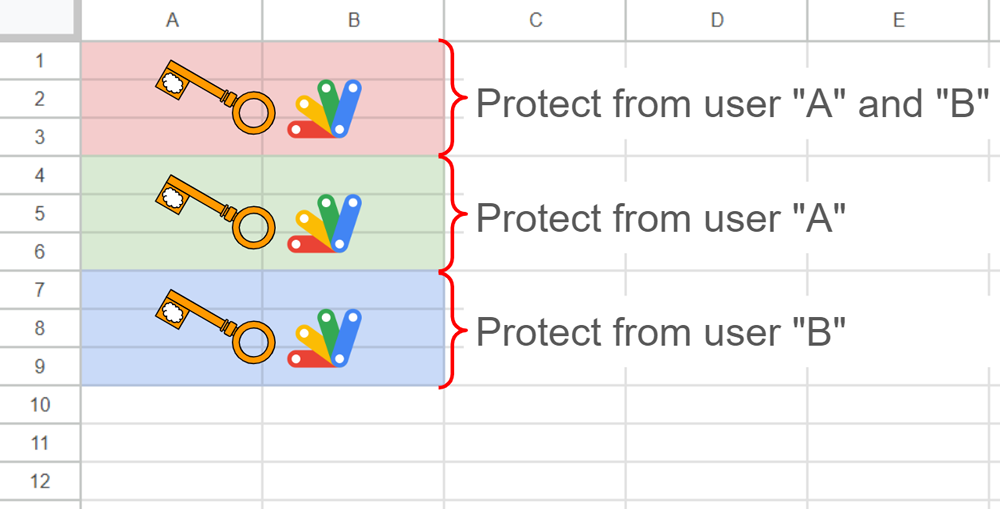 A B C D E
1
2 Protect from user "A" and "B"
3
4
5 Protect from user "A"
6
7
8 Protect from user "B"
9
10
11
12